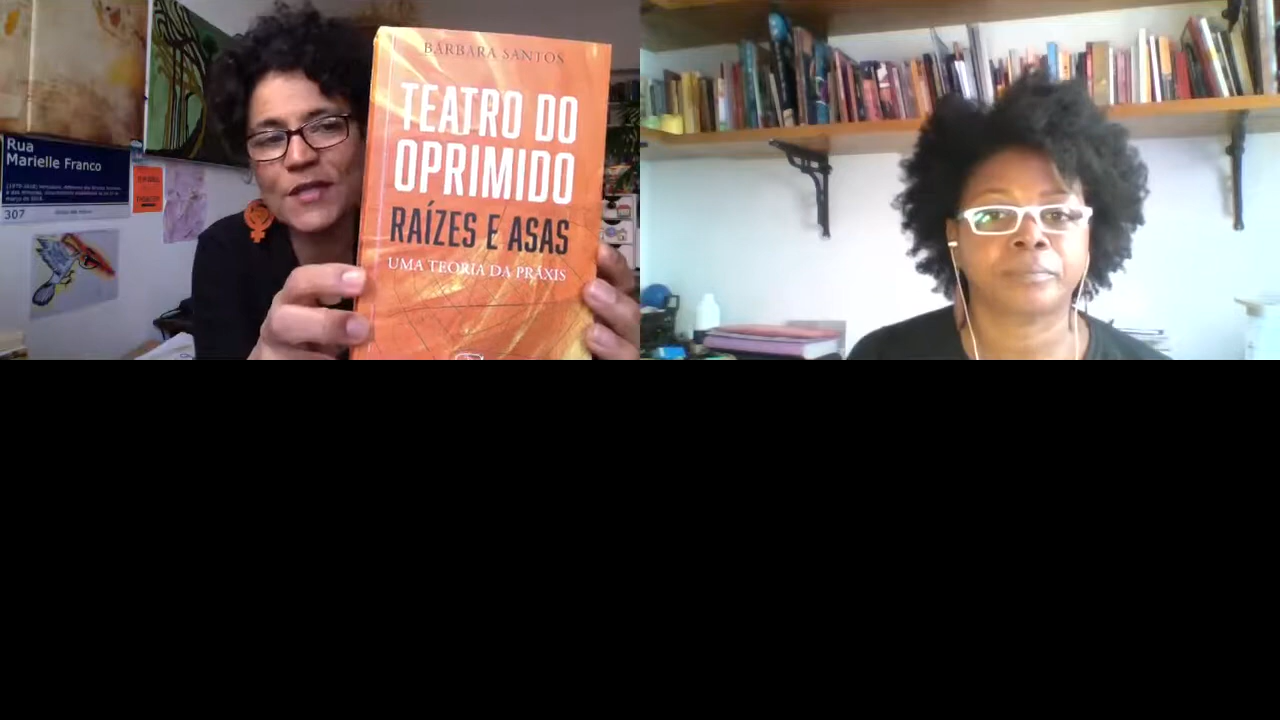 BÁRBARA SANTOS
TEATRO DO
OPRIMIDO
RAÍZES E ASAS
UMA TEORIA DA PRÁXIS
Rua
Marielle Franco
307